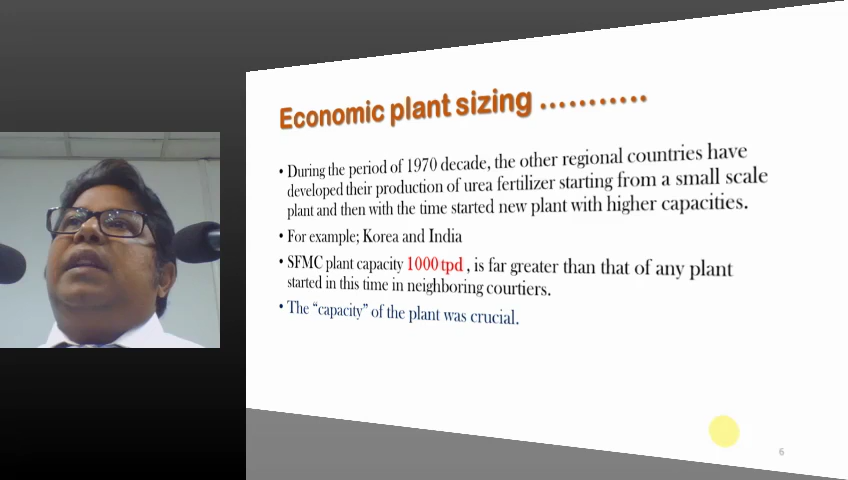 Economic plant sizing ...........
• During the period of 1970 decade, the other regional countries have
developed their production of urea fertilizer starting from a small scale
plant and then with the time started new plant with higher capacities.
• For example; Korea and India
• SFMC plant capacity 1000 tpd , is far greater than that of any plant
started in this time in neighboring courtiers.
• The “capacity” of the plant was crucial.
6